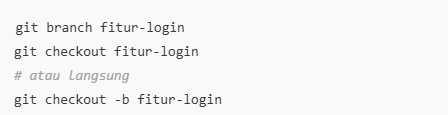 git branch fitur-login
git checkout fitur-login
# atau langsung
git checkout -b fitur-login